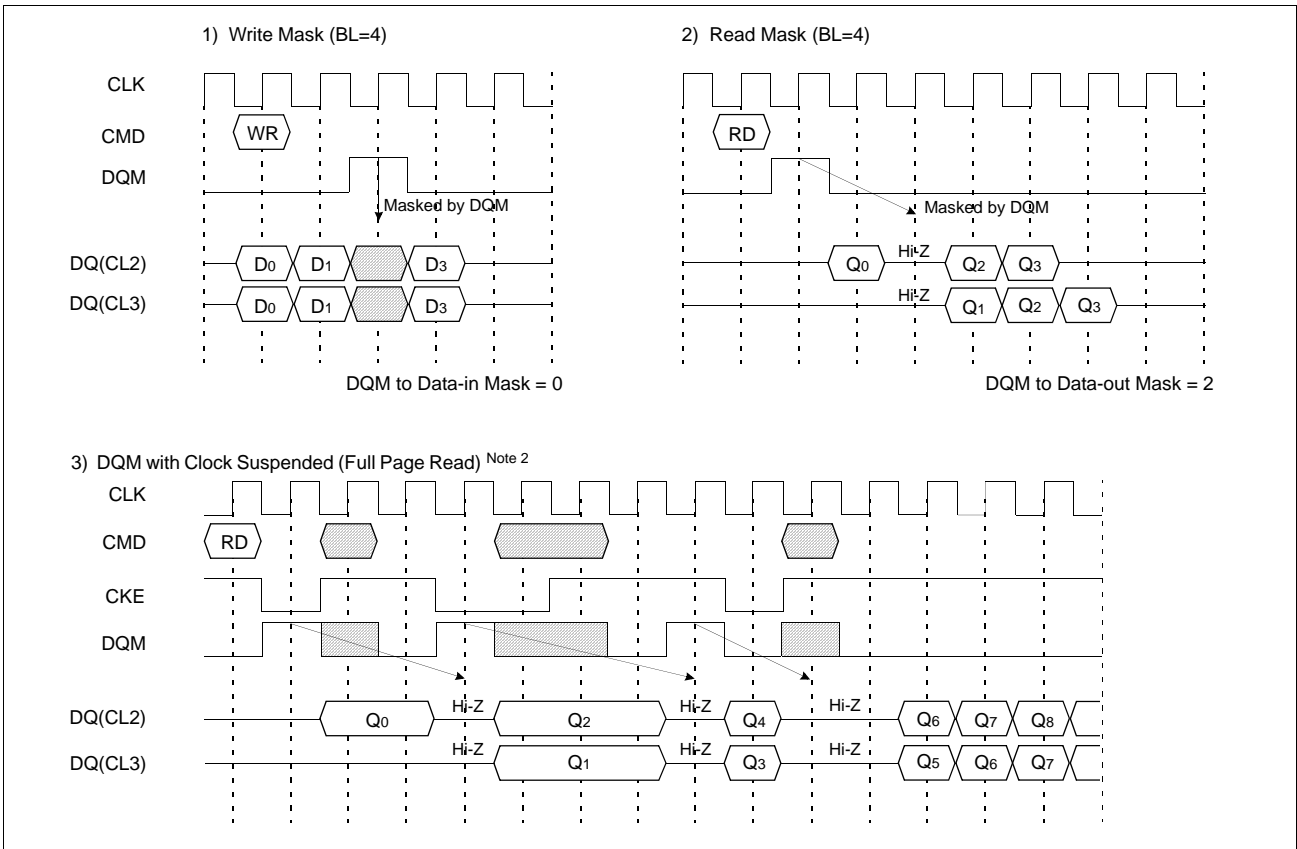 1) Write Mask (BL=4)
2) Read Mask (BL=4)
CLK
CMD
WR
RD
DQM
Masked by DQM
Masked by DQM
DQ(CL2)
D0
D1
D3
Q0
Hi-Z
Q2
Q3
DQ(CL3)
D0
D1
D3
Hi-Z
Q1
Q2
Q3
DQM to Data-in Mask = 0
DQM to Data-out Mask = 2
3) DQM with Clock Suspended (Full Page Read) Note 2
CLK
CMD
RD
CKE
DQM
DQ(CL2)
Q0
Hi-Z
Q2
Hi-Z
Q4
Hi-Z
Q6
Q7
Q8
DQ(CL3)
Hi-Z
Q1
Hi-Z
Q3
Hi-Z
Q5
Q6
Q7